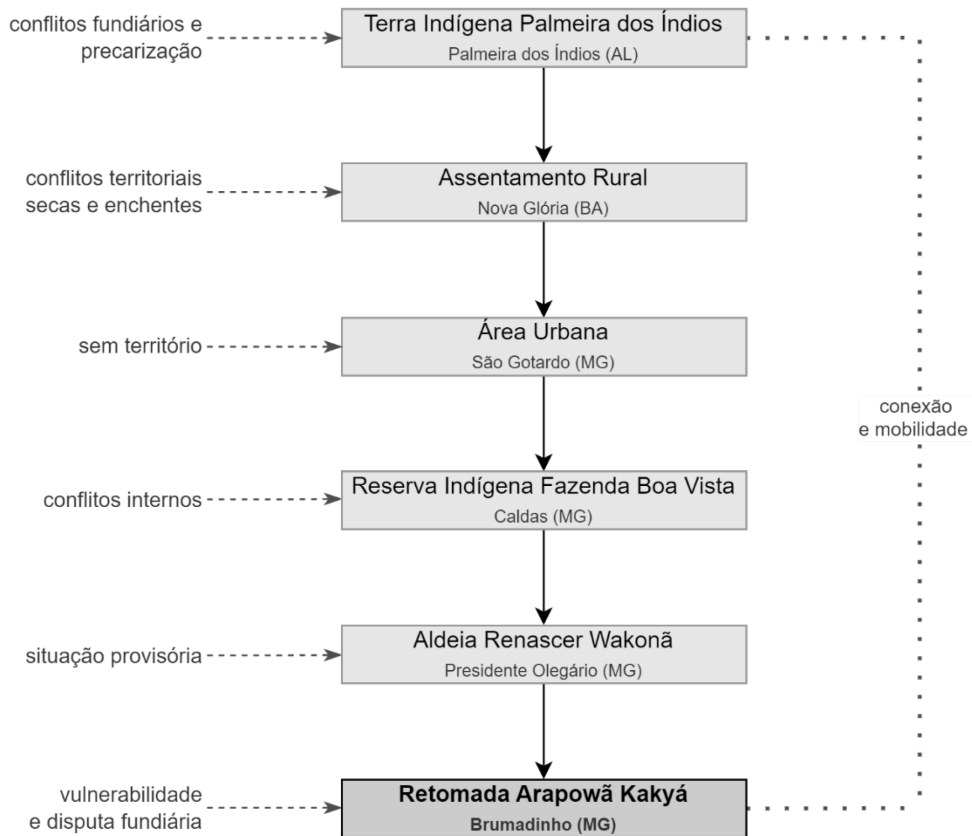 conflitos fundiários e
precarização
Terra Indígena Palmeira dos Índios
Palmeira dos Índios (AL)
conflitos territoriais
secas e enchentes
Assentamento Rural
Nova Glória (BA)
sem território
Área Urbana
São Gotardo (MG)
conexão
e mobilidade
conflitos internos
Reserva Indígena Fazenda Boa Vista
Caldas (MG)
situação provisória
Aldeia Renascer Wakonã
Presidente Olegário (MG)
vulnerabilidade
e disputa fundiária
Retomada Arapowã Kakyá
Brumadinho (MG)